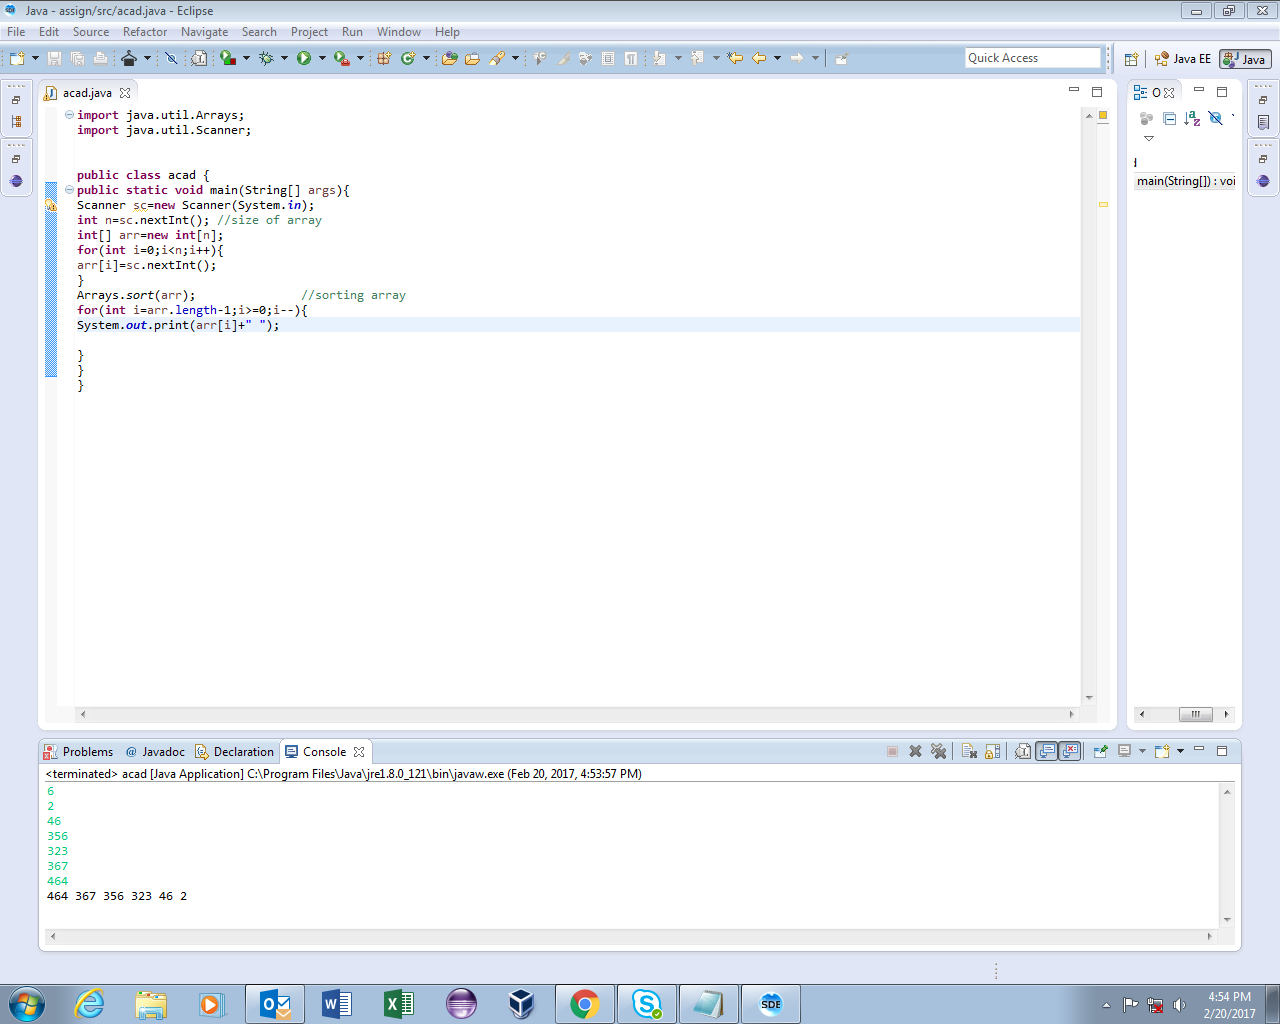 Java - assign/src/acad.java - Eclipse
File Edit Source Refactor Navigate Search Project Run Window Help
Quick Access
Java EE
Java
acad.java
import java.util.Arrays;
import java.util.Scanner;
public class acad {
public static void main(String[] args){
Scanner sc=new Scanner(System.in);
int n=sc.nextInt(); //size of array
int[] arr=new int[n];
for(int i=0;i<n;i++){
arr[i]=sc.nextInt();
}
Arrays.sort(arr); //sorting array
for(int i=arr.length-1;i>=0;i--){
System.out.print(arr[i]+" ");
}
}
}
O
main(String[]) : voi
Problems @ Javadoc Declaration Console
<terminated> acad [Java Application] C:\Program Files\Java\jre1.8.0_121\bin\javaw.exe (Feb 20, 2017, 4:53:57 PM)
6
2
46
356
323
367
464
464 367 356 323 46 2
SDE
4:54 PM
2/20/2017